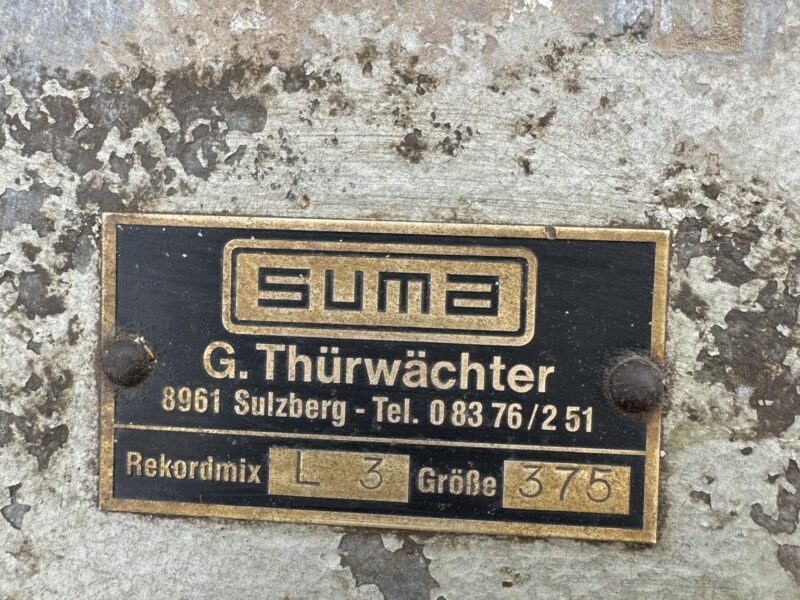 suma
G. Thürwächter
8961 Sulzberg - Tel. 0 83 76/2 51
Rekordmix L 3 Größe 375